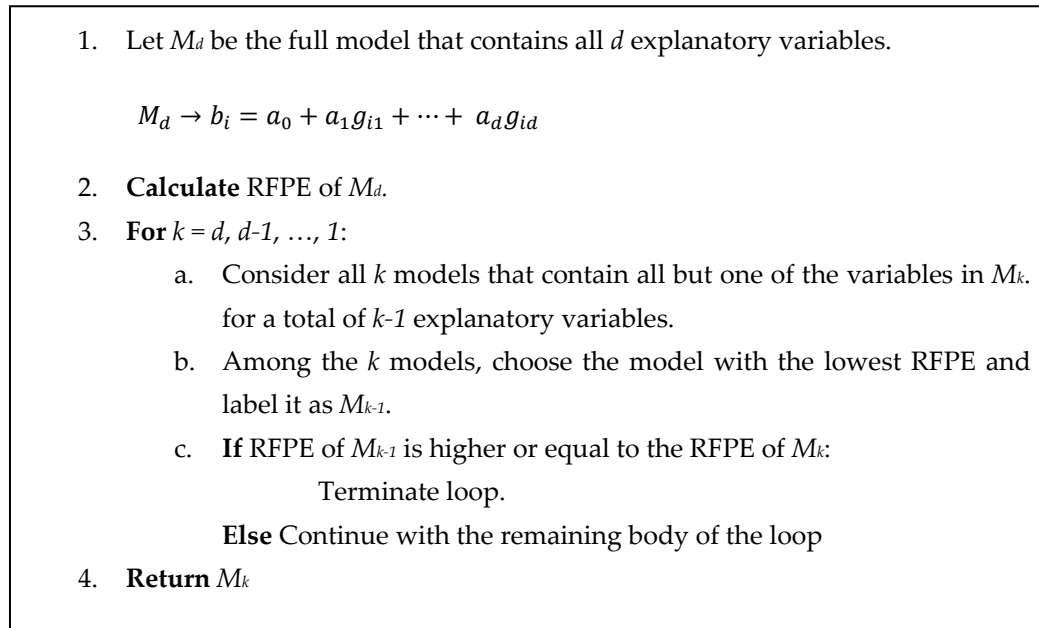 1. Let Md be the full model that contains all d explanatory variables.
Md → bi = a0 + a1gi1 + ⋯ + adgid
2. Calculate RFPE of Md.
3. For k = d, d-1, …, 1:
a. Consider all k models that contain all but one of the variables in Mk.
for a total of k-1 explanatory variables.
b. Among the k models, choose the model with the lowest RFPE and
label it as Mk-1.
c. If RFPE of Mk-1 is higher or equal to the RFPE of Mk:
Terminate loop.
Else Continue with the remaining body of the loop
4. Return Mk